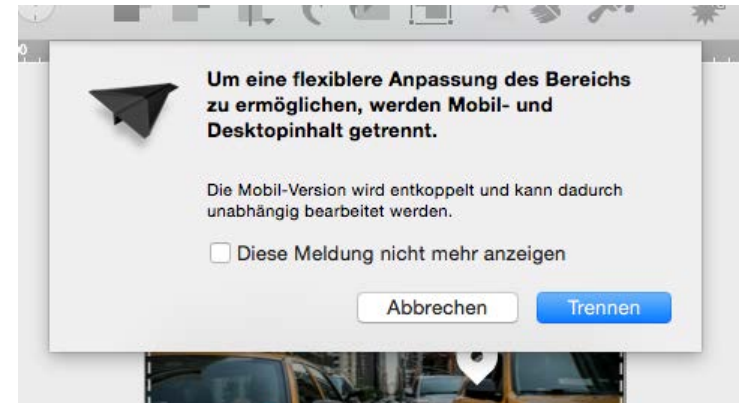 Um eine flexiblere Anpassung des Bereichs
zu ermöglichen, werden Mobil- und
Desktopinhalt getrennt.
Die Mobil-Version wird entkoppelt und kann dadurch
unabhängig bearbeitet werden.
Diese Meldung nicht mehr anzeigen
Abbrechen
Trennen